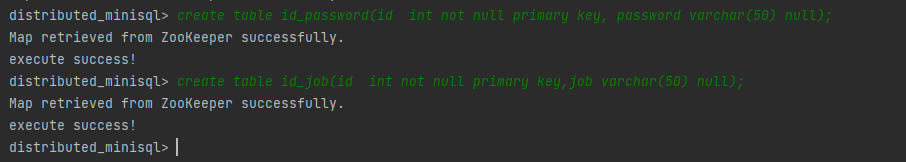 distributed_minisql> create table id_password(id  int not null primary key, password varchar(50) null);
Map retrieved from ZooKeeper successfully.
execute success!
distributed_minisql> create table id_job(id  int not null primary key,job varchar(50) null);
Map retrieved from ZooKeeper successfully.
execute success!
distributed_minisql>